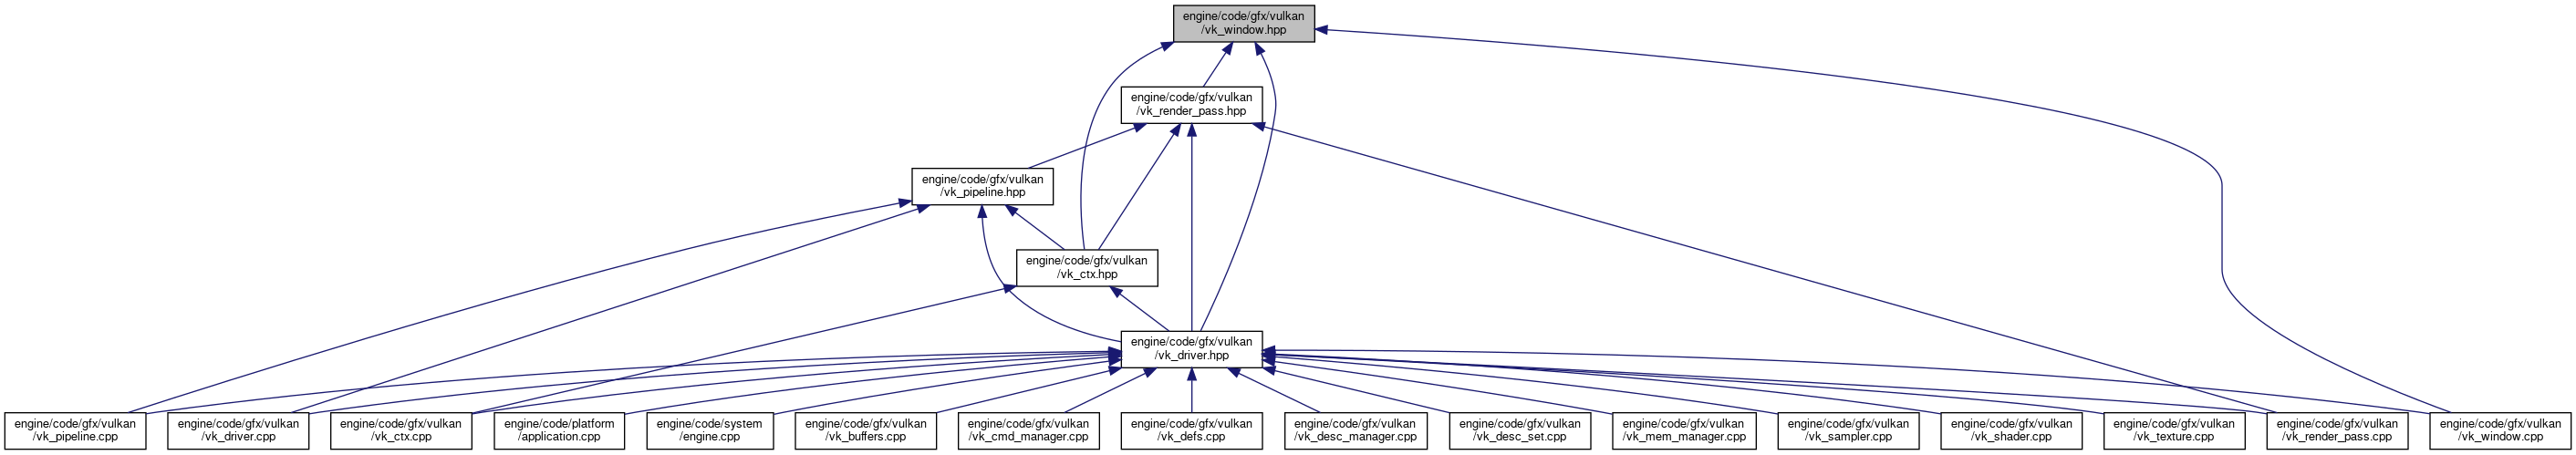 engine/code/gfx/vulkan
/vk_window.hpp
engine/code/gfx/vulkan
/vk_render_pass.hpp
engine/code/gfx/vulkan
/vk_pipeline.hpp
engine/code/gfx/vulkan
/vk_ctx.hpp
engine/code/gfx/vulkan
/vk_driver.hpp
engine/code/gfx/vulkan
/vk_pipeline.cpp
engine/code/gfx/vulkan
/vk_driver.cpp
engine/code/gfx/vulkan
/vk_ctx.cpp
engine/code/platform
/application.cpp
engine/code/system
/engine.cpp
engine/code/gfx/vulkan
/vk_buffers.cpp
engine/code/gfx/vulkan
/vk_cmd_manager.cpp
engine/code/gfx/vulkan
/vk_defs.cpp
engine/code/gfx/vulkan
/vk_desc_manager.cpp
engine/code/gfx/vulkan
/vk_desc_set.cpp
engine/code/gfx/vulkan
/vk_mem_manager.cpp
engine/code/gfx/vulkan
/vk_sampler.cpp
engine/code/gfx/vulkan
/vk_shader.cpp
engine/code/gfx/vulkan
/vk_texture.cpp
engine/code/gfx/vulkan
/vk_render_pass.cpp
engine/code/gfx/vulkan
/vk_window.cpp